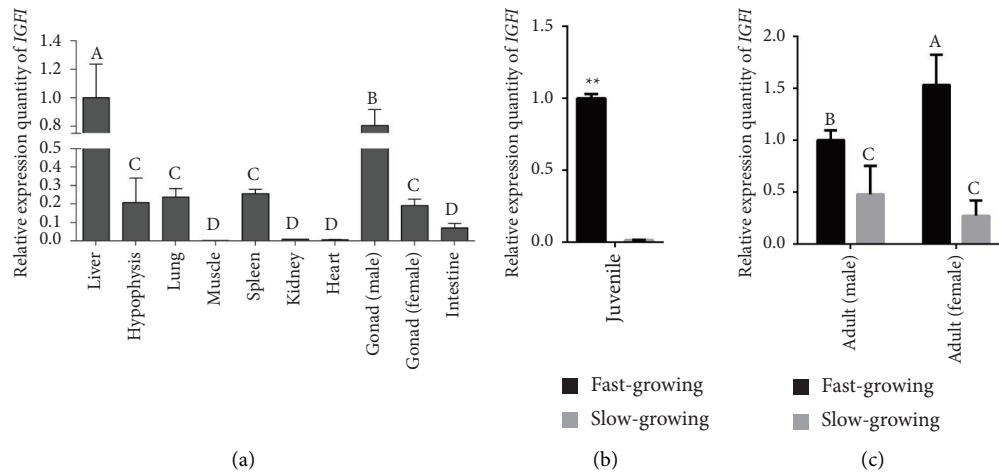 Relative expression quantity of IGFI
1.4
1.2
1.0
0.8
0.6
0.5
0.4
0.3
0.2
0.1
0.0
A
C
C
D
C
D
D
B
C
D
Liver
Hypophysis
Lung
Muscle
Spleen
Kidney
Heart
Gonad (male)
Gonad (female)
Intestine
(a)
Relative expression quantity of IGFI
1.5
1.0
0.5
0.0
**
Juvenile
Fast-growing
Slow-growing
(b)
Relative expression quantity of IGFI
2.0
1.5
1.0
0.5
0.0
B
C
A
C
Adult (male)
Adult (female)
Fast-growing
Slow-growing
(c)